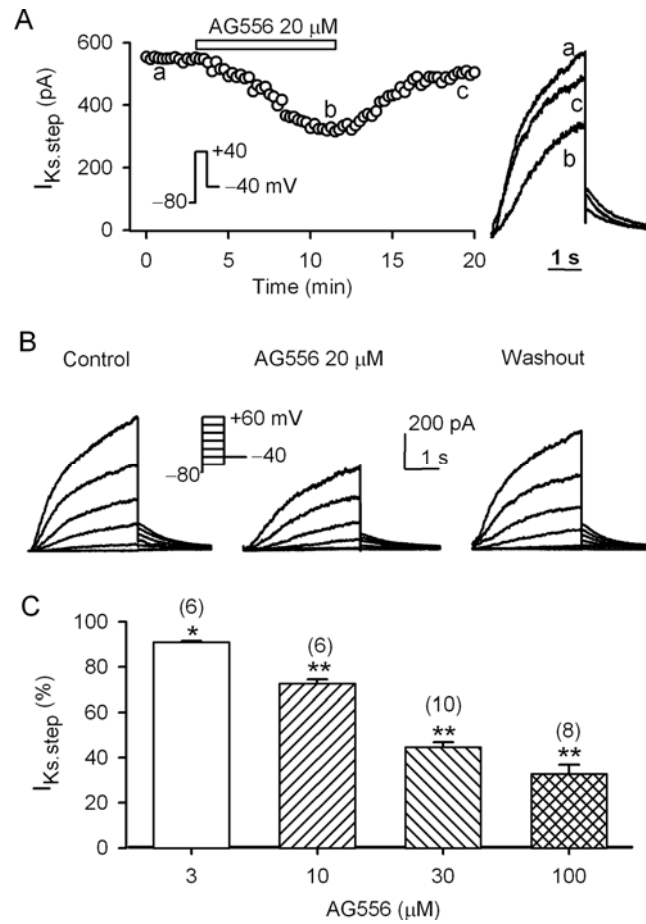 A
AG556 20 μM
600
400
200
0
I_Ks.step (pA)
a
b
c
+40
−80
−40 mV
0 5 10 15 20
Time (min)
a
c
b
1 s
B
Control
AG556 20 μM
Washout
+60 mV
−40
−80
200 pA
1 s
C
100
80
60
40
20
0
I_Ks.step (%)
(6)
*
(6)
**
(10)
**
(8)
**
3 10 30 100
AG556 (μM)